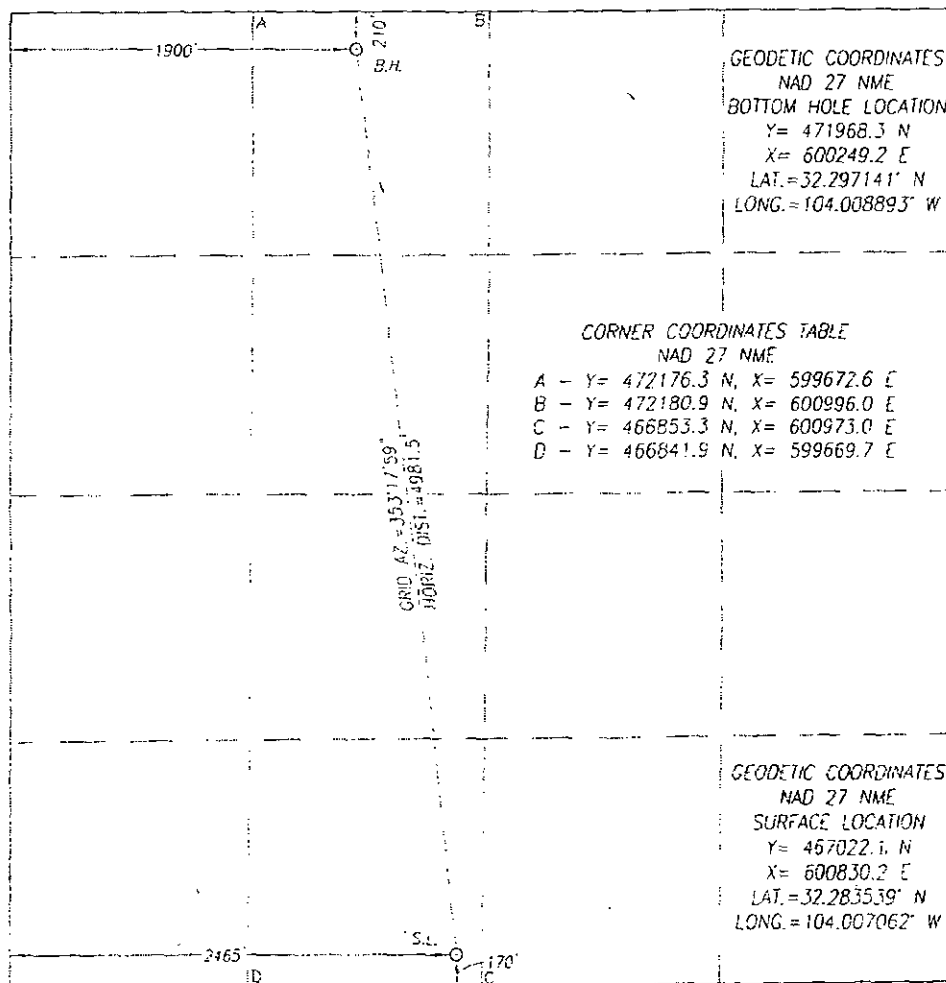 A
B
1900'
210'
B.H.
GEODETIC COORDINATES
NAD 27 NME
BOTTOM HOLE LOCATION
Y= 471968.3 N
X= 600249.2 E
LAT.=32.297141° N
LONG.=104.008893° W
CORNER COORDINATES TABLE
NAD 27 NME
A - Y= 472176.3 N, X= 599672.6 E
B - Y= 472180.9 N, X= 600996.0 E
C - Y= 466853.3 N, X= 600973.0 E
D - Y= 466841.9 N, X= 599669.7 E
GRID AZ.=353°17'59"
HORIZ. DIST.=4981.5'
GEODETIC COORDINATES
NAD 27 NME
SURFACE LOCATION
Y= 467022.1 N
X= 600830.2 E
LAT.=32.283539° N
LONG.=104.007062° W
S.L.
2465'
170'
D
C